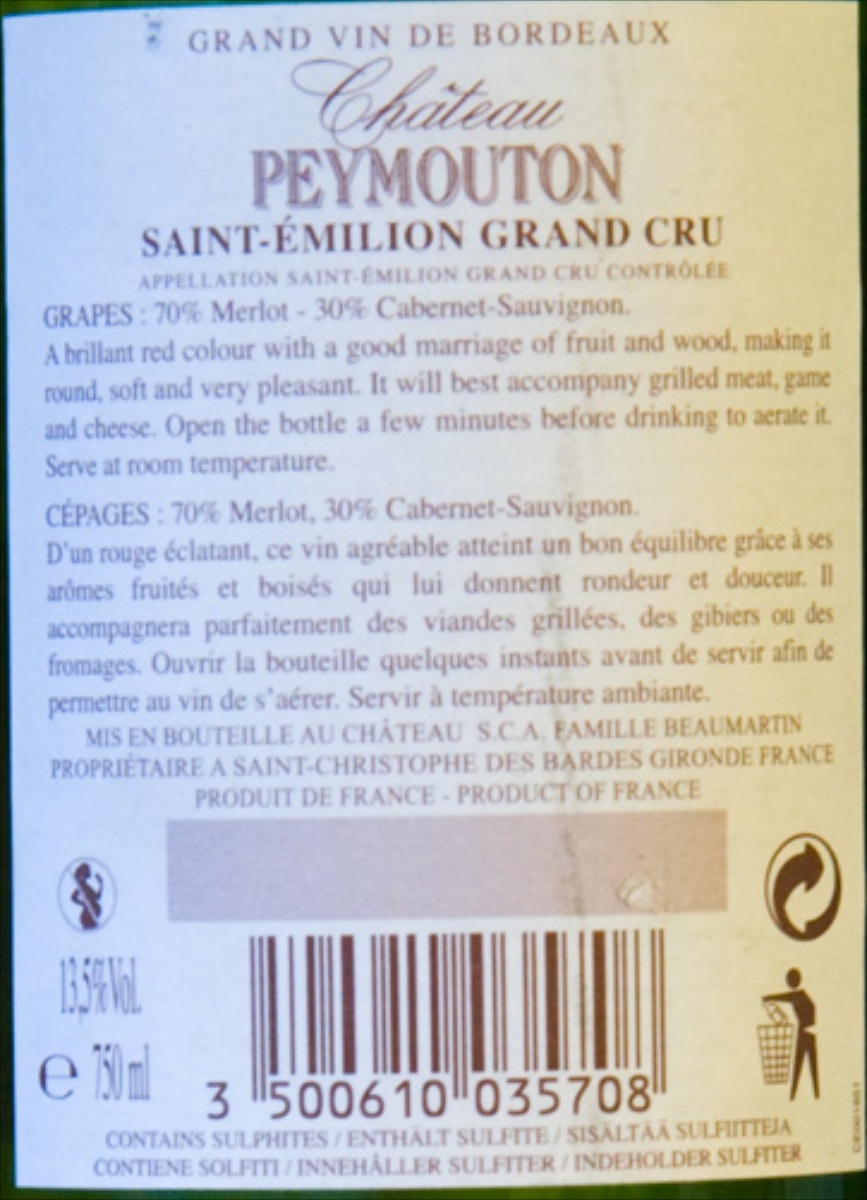 GRAND VIN DE BORDEAUX
Château
PEYMOUTON
SAINT-ÉMILION GRAND CRU
APPELLATION SAINT-ÉMILION GRAND CRU CONTRÔLÉE
GRAPES : 70% Merlot - 30% Cabernet-Sauvignon.
A brillant red colour with a good marriage of fruit and wood, making it
round, soft and very pleasant. It will best accompany grilled meat, game
and cheese. Open the bottle a few minutes before drinking to aerate it.
Serve at room temperature.
CÉPAGES : 70% Merlot, 30% Cabernet-Sauvignon.
D'un rouge éclatant, ce vin agréable atteint un bon équilibre grâce à ses
arômes fruités et boisés qui lui donnent rondeur et douceur. Il
accompagnera parfaitement des viandes grillées, des gibiers ou des
fromages. Ouvrir la bouteille quelques instants avant de servir afin de
permettre au vin de s'aérer. Servir à température ambiante.
MIS EN BOUTEILLE AU CHÂTEAU S.C.A. FAMILLE BEAUMARTIN
PROPRIÉTAIRE A SAINT-CHRISTOPHE DES BARDES GIRONDE FRANCE
PRODUIT DE FRANCE - PRODUCT OF FRANCE
13,5% Vol.
e 750 ml
3 500610 035708
CONTAINS SULPHITES / ENTHÄLT SULFITE / SISÄLTÄÄ SULFIITTEJA
CONTIENE SOLFITI / INNEHÅLLER SULFITER / INDEHOLDER SULFITER